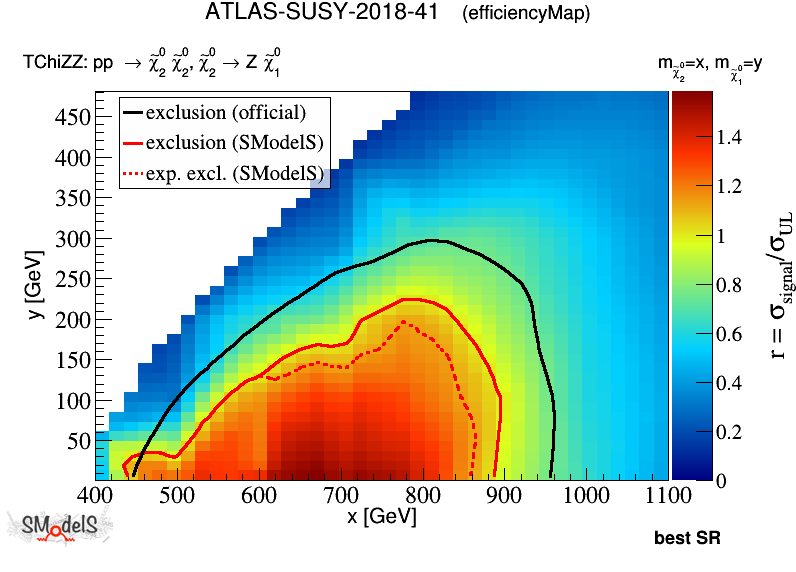 ATLAS-SUSY-2018-41 (efficiencyMap)
TChiZZ: pp → χ̃⁰₂ χ̃⁰₂, χ̃⁰₂ → Z χ̃⁰₁
m_χ̃⁰₂=x, m_χ̃⁰₁=y
exclusion (official)
exclusion (SModelS)
exp. excl. (SModelS)
y [GeV]
450
400
350
300
250
200
150
100
50
400 500 600 700 800 900 1000 1100
x [GeV]
1.4
1.2
1
0.8
0.6
0.4
0.2
0
r = σ_signal/σ_UL
SModelS
best SR